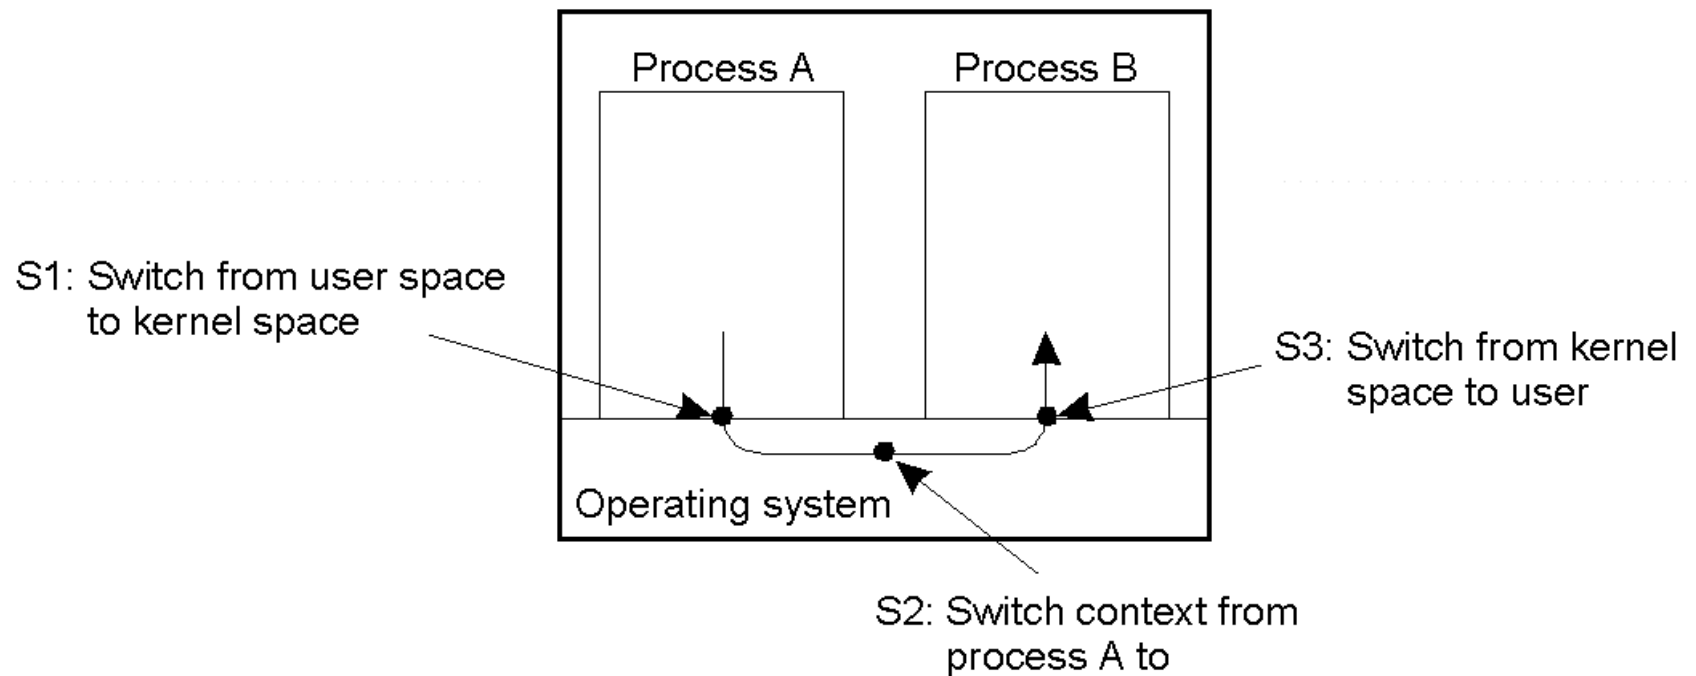 Process A
Process B
S1: Switch from user space
to kernel space
S3: Switch from kernel
space to user
Operating system
S2: Switch context from
process A to